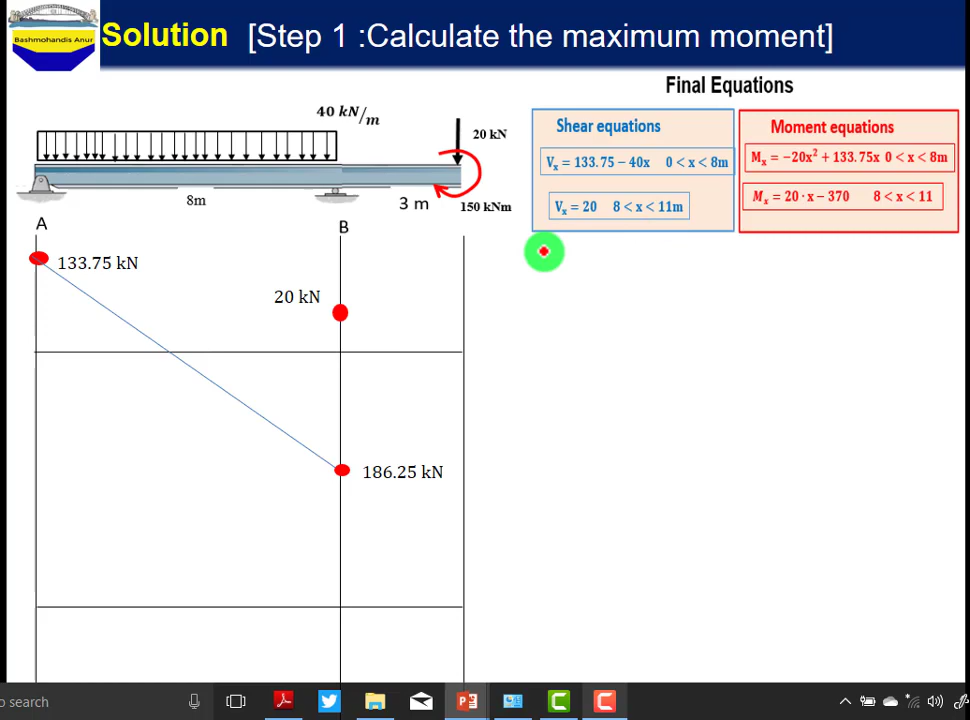 Bashmohandis Anur
Solution [Step 1 :Calculate the maximum moment]
Final Equations
40 kN/m
20 kN
150 kNm
8m
3 m
A
B
Shear equations
Vₓ = 133.75 – 40x 0 < x < 8m
Vₓ = 20 8 < x < 11m
Moment equations
Mₓ = −20x² + 133.75x 0 < x < 8m
Mₓ = 20 · x − 370 8 < x < 11
133.75 kN
20 kN
186.25 kN
o search